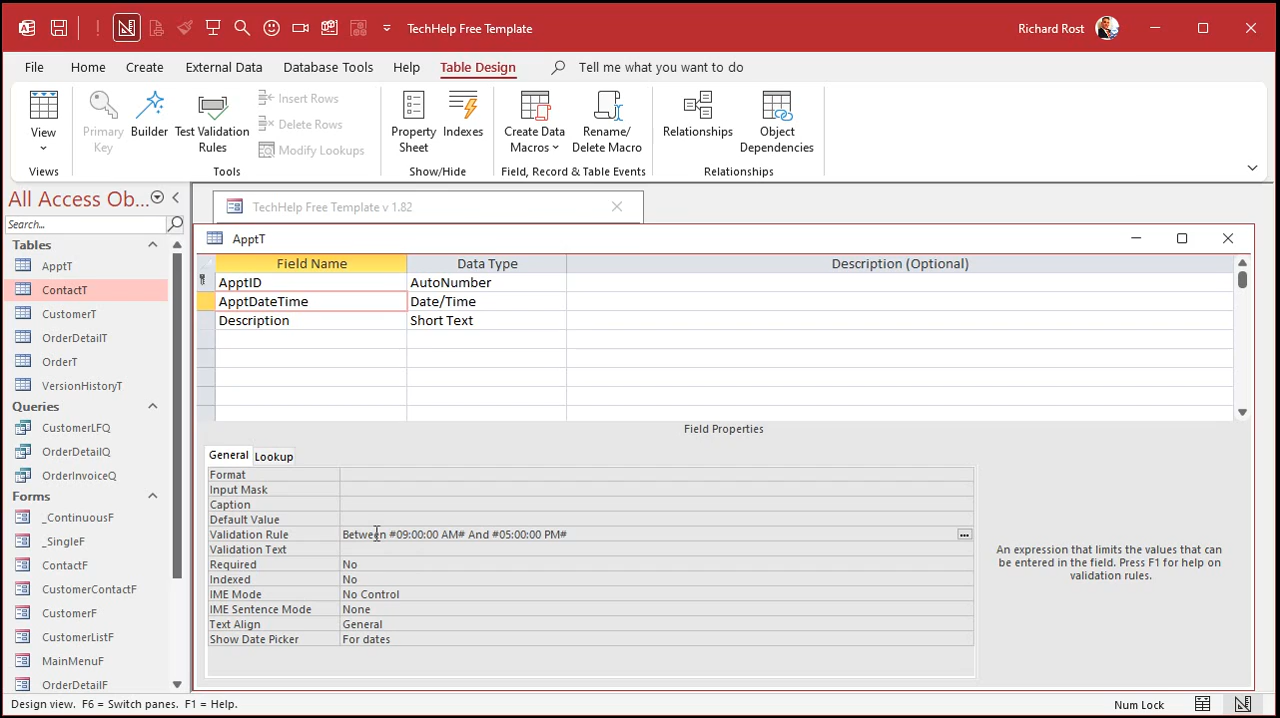 TechHelp Free Template
Richard Rost
File Home Create External Data Database Tools Help Table Design Tell me what you want to do
View
Views
Primary Key
Builder
Test Validation Rules
Insert Rows
Delete Rows
Modify Lookups
Tools
Property Sheet
Indexes
Show/Hide
Create Data Macros
Rename/ Delete Macro
Field, Record & Table Events
Relationships
Object Dependencies
Relationships
All Access Ob...
Search...
Tables
ApptT
ContactT
CustomerT
OrderDetailT
OrderT
VersionHistoryT
Queries
CustomerLFQ
OrderDetailQ
OrderInvoiceQ
Forms
_ContinuousF
_SingleF
ContactF
CustomerContactF
CustomerF
CustomerListF
MainMenuF
OrderDetailF
TechHelp Free Template v 1.82
ApptT
Field Name Data Type Description (Optional)
ApptID AutoNumber
ApptDateTime Date/Time
Description Short Text
Field Properties
General Lookup
Format
Input Mask
Caption
Default Value
Validation Rule Between #09:00:00 AM# And #05:00:00 PM#
Validation Text
Required No
Indexed No
IME Mode No Control
IME Sentence Mode None
Text Align General
Show Date Picker For dates
An expression that limits the values that can
be entered in the field. Press F1 for help on
validation rules.
Design view. F6 = Switch panes. F1 = Help.
Num Lock